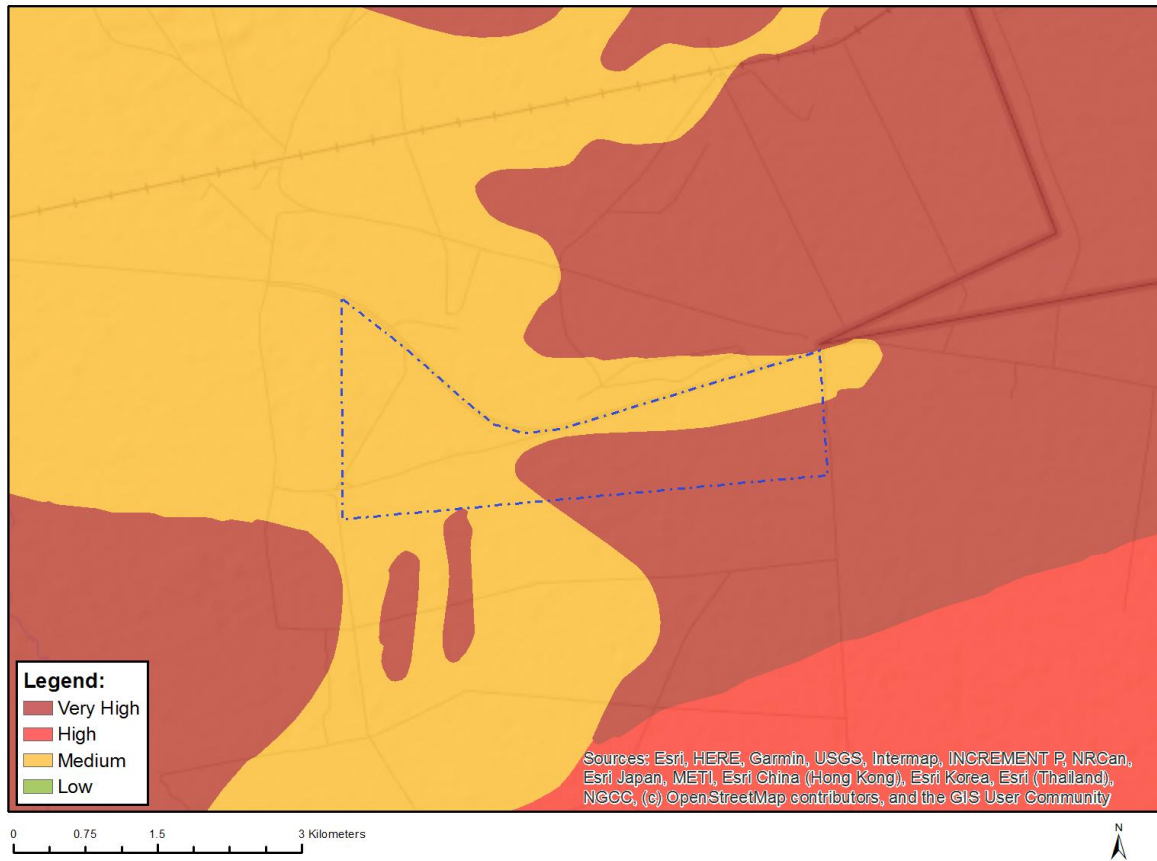 Legend:
Very High
High
Medium
Low
Sources: Esri, HERE, Garmin, USGS, Intermap, INCREMENT P, NRCan,
Esri Japan, METI, Esri China (Hong Kong), Esri Korea, Esri (Thailand),
NGCC, (c) OpenStreetMap contributors, and the GIS User Community
0 0.75 1.5 3 Kilometers
N